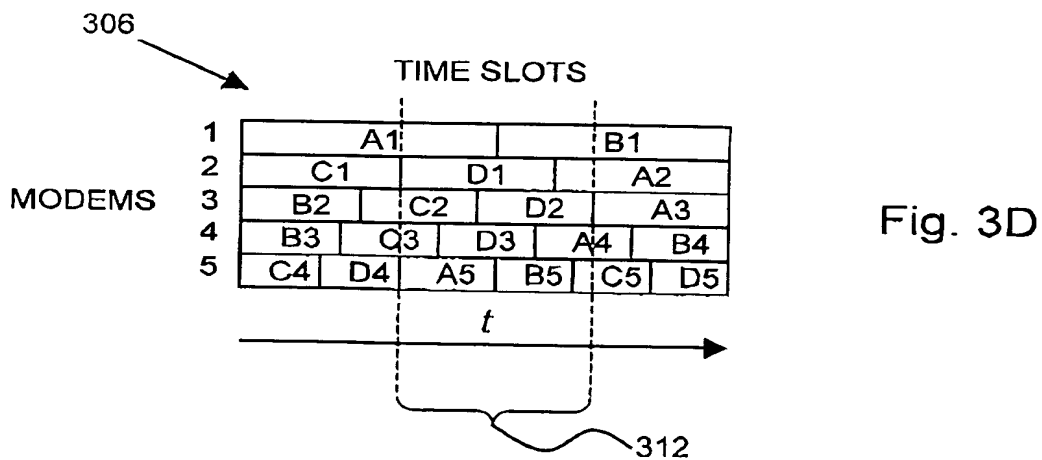 306
TIME SLOTS
1 A1 B1
2 C1 D1 A2
MODEMS 3 B2 C2 D2 A3
4 B3 C3 D3 A4 B4
5 C4 D4 A5 B5 C5 D5
t
312
Fig. 3D